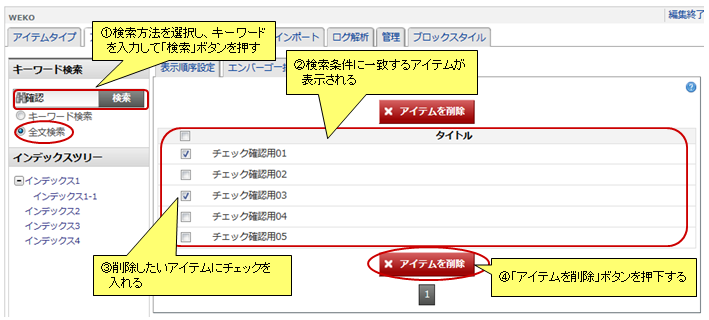 WEKO
編集終了
アイテムタイプ
インポート
ログ解析
管理
ブロックスタイル
①検索方法を選択し、キーワード
を入力して「検索」ボタンを押す
キーワード検索
確認
検索
キーワード検索
全文検索
インデックスツリー
インデックス1
インデックス1-1
インデックス2
インデックス3
インデックス4
表示順序設定
エンバーゴー
②検索条件に一致するアイテムが
表示される
アイテムを削除
タイトル
チェック確認用01
チェック確認用02
チェック確認用03
チェック確認用04
チェック確認用05
③削除したいアイテムにチェックを
入れる
アイテムを削除
④「アイテムを削除」ボタンを押下する
1